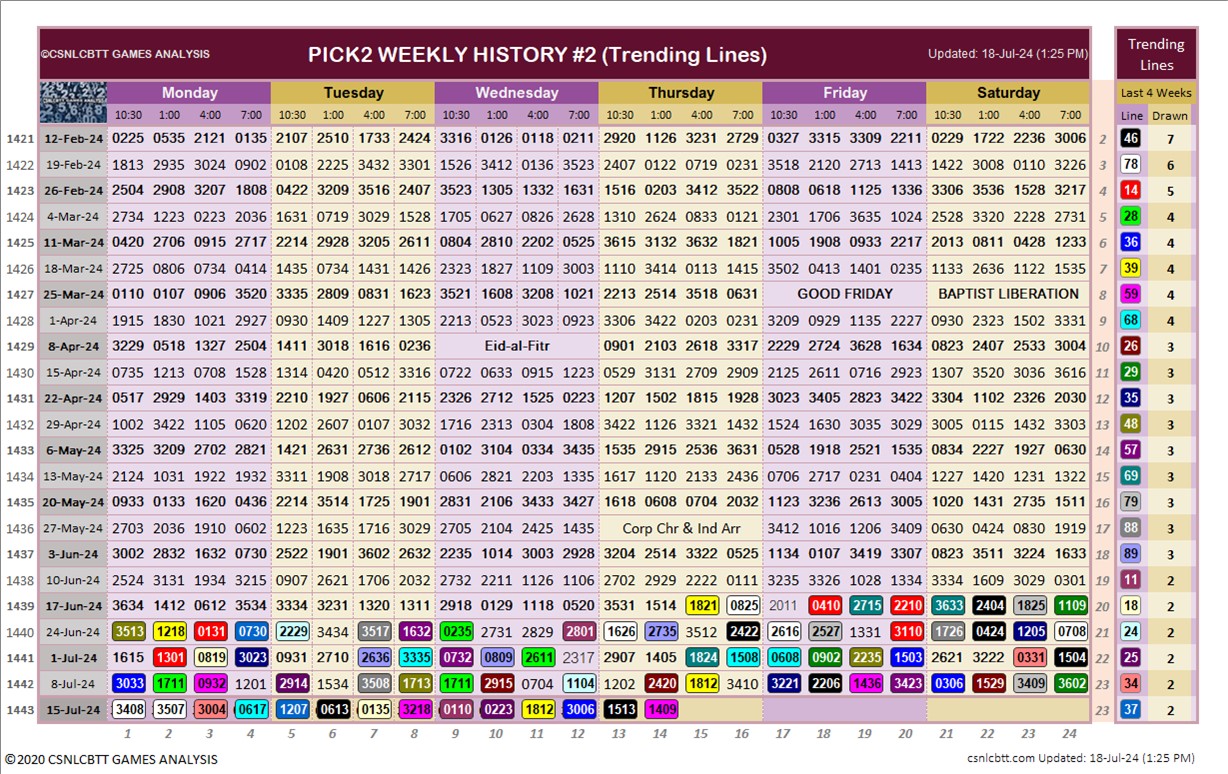 ©CSNLCBTT GAMES ANALYSIS PICK2 WEEKLY HISTORY #2 (Trending Lines) Updated: 18-Jul-24 (1:25 PM) Trending Lines
Monday Tuesday Wednesday Thursday Friday Saturday Last 4 Weeks
10:30 1:00 4:00 7:00 10:30 1:00 4:00 7:00 10:30 1:00 4:00 7:00 10:30 1:00 4:00 7:00 10:30 1:00 4:00 7:00 10:30 1:00 4:00 7:00 Line Drawn
1421 12-Feb-24 0225 0535 2121 0135 2107 2510 1733 2424 3316 0126 0118 0211 2920 1126 3231 2729 0327 3315 3309 2211 0229 1722 2236 3006 2 46 7
1422 19-Feb-24 1813 2935 3024 0902 0108 2225 3432 3301 1526 3412 0136 3523 2407 0122 0719 0231 3518 2120 2713 1413 1422 3008 0110 3226 3 78 6
1423 26-Feb-24 2504 2908 3207 1808 0422 3209 3516 2407 3523 1305 1332 1631 1516 0203 3412 3522 0808 0618 1125 1336 3306 3536 1528 3217 4 14 5
1424 4-Mar-24 2734 1223 0223 2036 1631 0719 3029 1528 1705 0627 0826 2628 1310 2624 0833 0121 2301 1706 3635 1024 2528 3320 2228 2731 5 28 4
1425 11-Mar-24 0420 2706 0915 2717 2214 2928 3205 2611 0804 2810 2202 0525 3615 3132 3632 1821 1005 1908 0933 2217 2013 0811 0428 1233 6 36 4
1426 18-Mar-24 2725 0806 0734 0414 1435 0734 1431 1426 2323 1827 1109 3003 1110 3414 0113 1415 3502 0413 1401 0235 1133 2636 1122 1535 7 39 4
1427 25-Mar-24 0110 0107 0906 3520 3335 2809 0831 1623 3521 1608 3208 1021 2213 2514 3518 0631 GOOD FRIDAY BAPTIST LIBERATION 8 59 4
1428 1-Apr-24 1915 1830 1021 2927 0930 1409 1227 1305 2213 0523 3023 0923 3306 3422 0803 0231 3209 0929 1135 2227 0930 2323 1502 3331 9 68 4
1429 8-Apr-24 3229 0518 1327 2504 1411 3018 1616 0236 Eid-al-Fitr 0901 2103 2618 3317 2229 2724 3628 1634 0823 2407 2533 3004 10 26 3
1430 15-Apr-24 0735 1213 0708 1528 1314 0420 0512 3316 0722 0633 0915 1223 0529 3131 2709 2909 2125 2611 0716 2923 1307 3520 3036 3616 11 29 3
1431 22-Apr-24 0517 2929 1403 3319 2210 1927 0606 2115 2326 2712 1525 0223 1207 1502 1815 1928 3023 3405 2823 3422 3304 1102 2326 2030 12 35 3
1432 29-Apr-24 1002 3422 1105 0620 1202 2607 0107 3032 1716 2313 0304 1808 3422 1126 3321 1432 1524 1630 3035 3029 3005 0115 1432 3303 13 48 3
1433 6-May-24 3325 3209 2702 2821 1421 2631 2736 2612 0102 3104 0334 3435 1535 2915 2536 3631 0528 1918 2521 1535 0834 2227 1927 0630 14 57 3
1434 13-May-24 2124 1031 1922 1932 3311 1908 3018 2711 0606 2821 2203 1335 1617 1120 2133 2436 0706 2717 0231 0404 1227 1420 1231 1322 15 69 3
1435 20-May-24 0933 0133 1620 0436 2214 3514 1725 1901 2831 2106 3433 3427 1618 0608 0704 2032 1123 3236 2613 3005 1020 1431 2735 1511 16 79 3
1436 27-May-24 2703 2036 1910 0602 1223 1635 1716 3029 2705 2104 2425 1435 Corp Chr & Ind Arr 3412 1016 1206 3409 0630 0424 0830 1919 17 88 3
1437 3-Jun-24 3002 2832 1632 0730 2522 1901 3602 2632 2235 1014 3003 2928 3204 2514 3322 0525 1134 0107 3419 3307 0823 3511 3224 1633 18 89 3
1438 10-Jun-24 2524 3131 1934 3215 0907 2621 1706 2032 2732 2211 1126 1106 2702 2929 2222 0111 3235 3326 1028 1334 3334 1609 3029 0301 19 11 2
1439 17-Jun-24 3634 1412 0612 3534 3334 3231 1320 1311 2918 0129 1118 0520 3531 1514 1821 0825 2011 0410 2715 2210 3633 2404 1825 1109 20 18 2
1440 24-Jun-24 3513 1218 0131 0730 2229 3434 3517 1632 0235 2731 2829 2801 1626 2735 3512 2422 2616 2527 1331 3110 1726 0424 1205 0708 21 24 2
1441 1-Jul-24 1615 1301 0819 3023 0931 2710 2636 3335 0732 0809 2611 2317 2907 1405 1824 1508 0608 0902 2235 1503 2621 3222 0331 1504 22 25 2
1442 8-Jul-24 3033 1711 0932 1201 2914 1534 3508 1713 1711 2915 0704 1104 1202 2420 1812 3410 3221 2206 1436 3423 0306 1529 3409 3602 23 34 2
1443 15-Jul-24 3408 3507 3004 0617 1207 0613 0135 3218 0110 0223 1812 3006 1513 1409 23 37 2
1 2 3 4 5 6 7 8 9 10 11 12 13 14 15 16 17 18 19 20 21 22 23 24
©2020 CSNLCBTT GAMES ANALYSIS csnlcbtt.com Updated: 18-Jul-24 (1:25 PM)